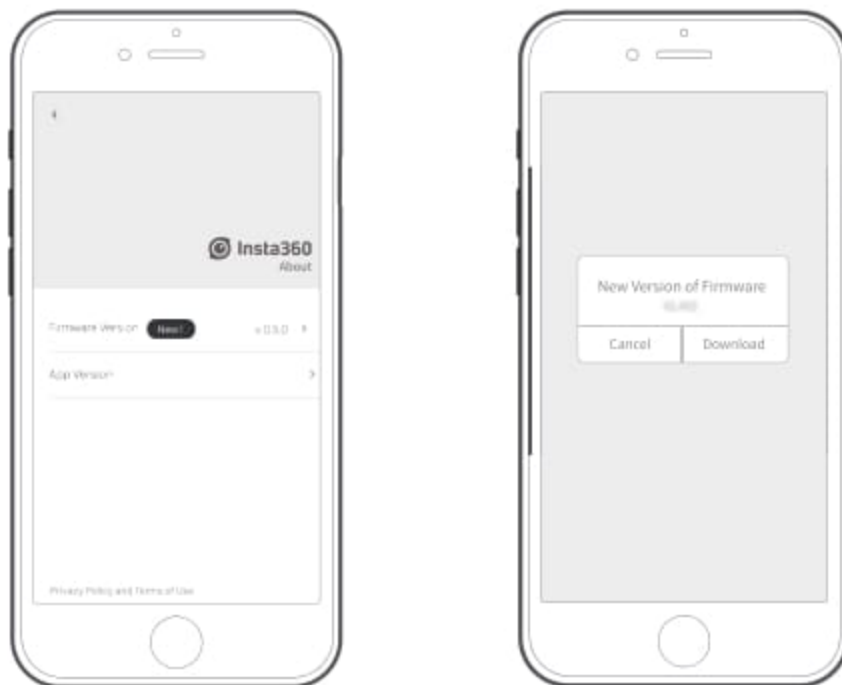 Insta360
About
Firmware Version New! v.0.5.0
App Version
Privacy Policy and Terms of Use
New Version of Firmware
Cancel Download